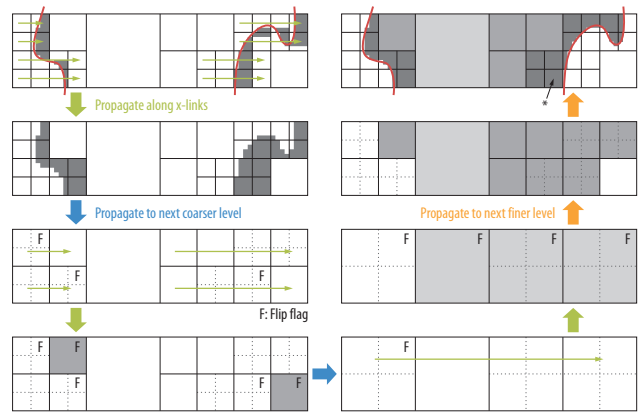 *
Propagate along x-links
Propagate to next coarser level
Propagate to next finer level
F
F
F
F
F
F
F: Flip flag
F
F
F
F
F
F
F